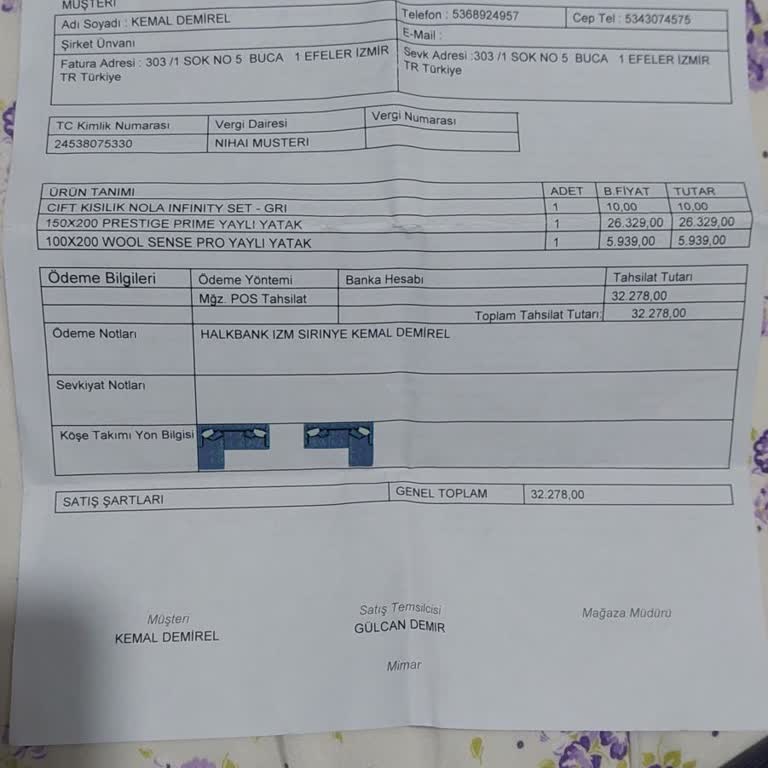 MÜŞTERİ
Adı Soyadı : KEMAL DEMİREL
Telefon : 5368924957
Cep Tel : 5343074575
Şirket Ünvanı
E-Mail :
Fatura Adresi : 303 /1 SOK NO 5 BUCA 1 EFELER İZMİR
TR Türkiye
Sevk Adresi :303 /1 SOK NO 5 BUCA 1 EFELER İZMİR
TR Türkiye
TC Kimlik Numarası Vergi Dairesi Vergi Numarası
24538075330 NIHAI MUSTERI
ÜRÜN TANIMI ADET B.FİYAT TUTAR
CIFT KISILIK NOLA INFINITY SET - GRI 1 10,00 10,00
150X200 PRESTIGE PRIME YAYLI YATAK 1 26.329,00 26.329,00
100X200 WOOL SENSE PRO YAYLI YATAK 1 5.939,00 5.939,00
Ödeme Bilgileri Ödeme Yöntemi Banka Hesabı Tahsilat Tutarı
Mğz. POS Tahsilat 32.278,00
Toplam Tahsilat Tutarı: 32.278,00
Ödeme Notları HALKBANK IZM SIRINYE KEMAL DEMIREL
Sevkiyat Notları
Köşe Takımı Yön Bilgisi
SATIŞ ŞARTLARI GENEL TOPLAM 32.278,00
Müşteri Satış Temsilcisi Mağaza Müdürü
KEMAL DEMİREL GÜLCAN DEMIR
Mimar